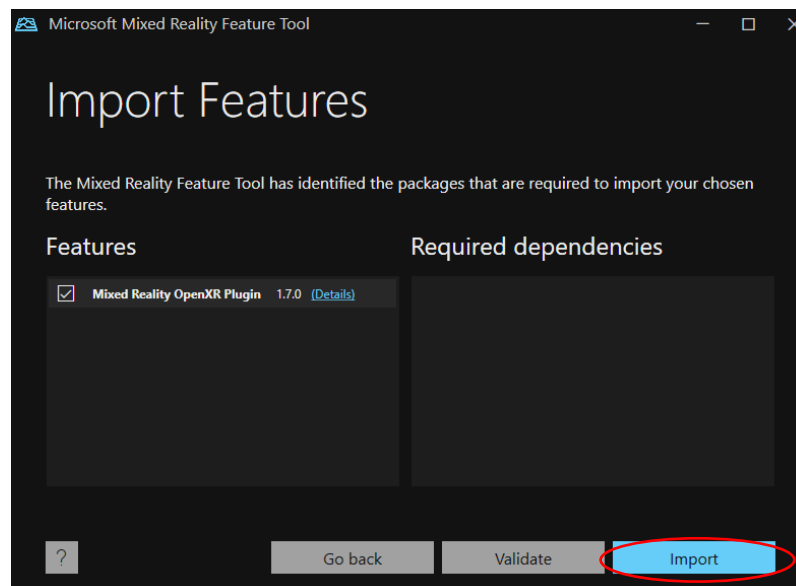 Microsoft Mixed Reality Feature Tool
Import Features
The Mixed Reality Feature Tool has identified the packages that are required to import your chosen
features.
Features
Required dependencies
Mixed Reality OpenXR Plugin 1.7.0 (Details)
? Go back Validate Import